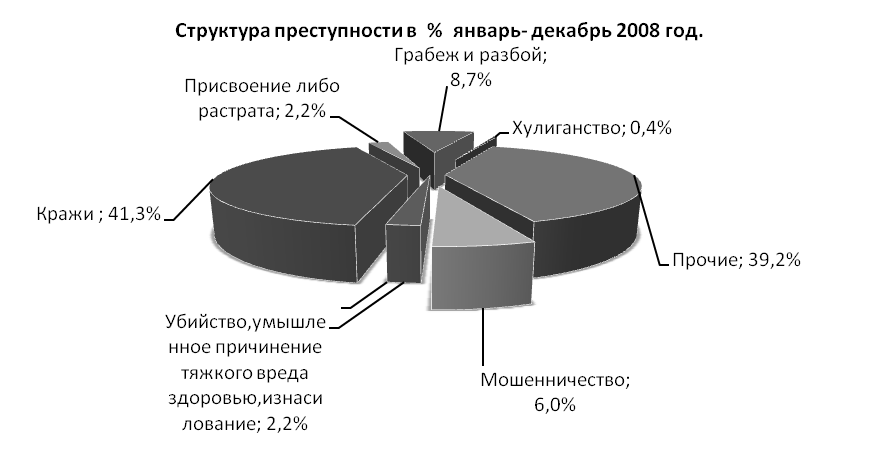 Структура преступности в % январь- декабрь 2008 год.
Грабеж и разбой;
8,7%
Присвоение либо
растрата; 2,2%
Хулиганство; 0,4%
Кражи ; 41,3%
Прочие; 39,2%
Убийство,умышле
нное причинение
тяжкого вреда
здоровью,изнаси
лование; 2,2%
Мошенничество;
6,0%